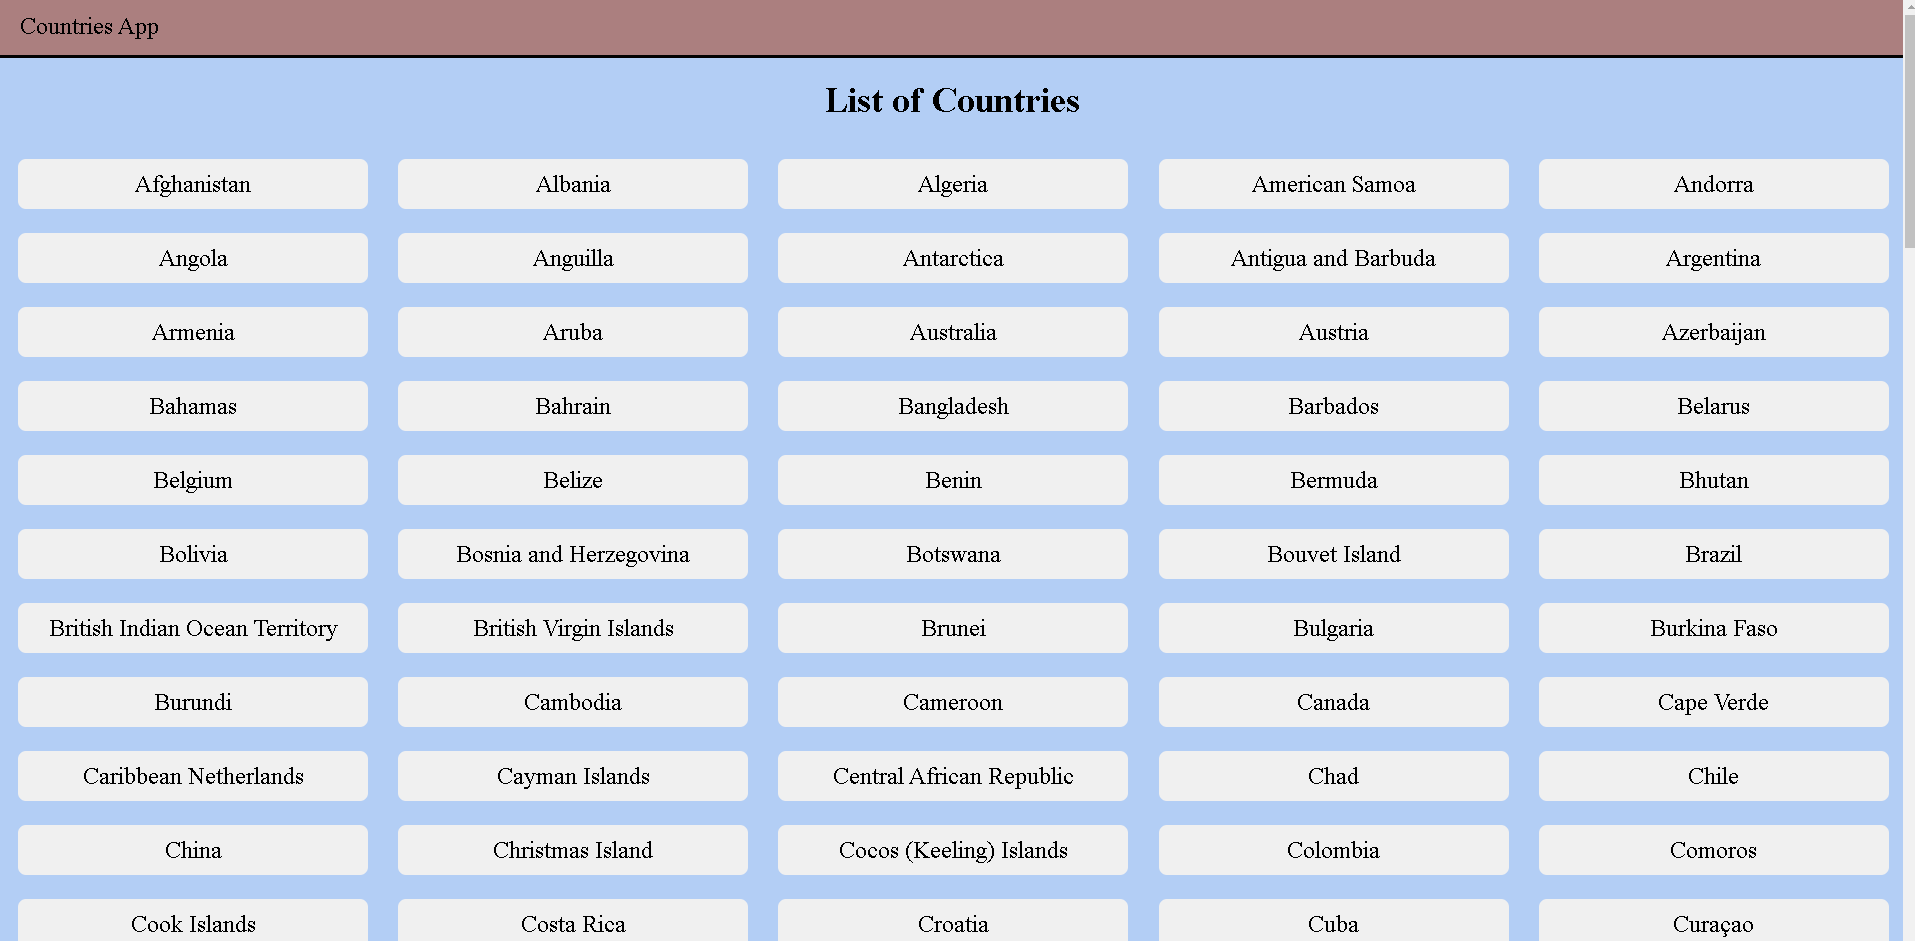 Countries App
List of Countries
Afghanistan
Albania
Algeria
American Samoa
Andorra
Angola
Anguilla
Antarctica
Antigua and Barbuda
Argentina
Armenia
Aruba
Australia
Austria
Azerbaijan
Bahamas
Bahrain
Bangladesh
Barbados
Belarus
Belgium
Belize
Benin
Bermuda
Bhutan
Bolivia
Bosnia and Herzegovina
Botswana
Bouvet Island
Brazil
British Indian Ocean Territory
British Virgin Islands
Brunei
Bulgaria
Burkina Faso
Burundi
Cambodia
Cameroon
Canada
Cape Verde
Caribbean Netherlands
Cayman Islands
Central African Republic
Chad
Chile
China
Christmas Island
Cocos (Keeling) Islands
Colombia
Comoros
Cook Islands
Costa Rica
Croatia
Cuba
Curaçao